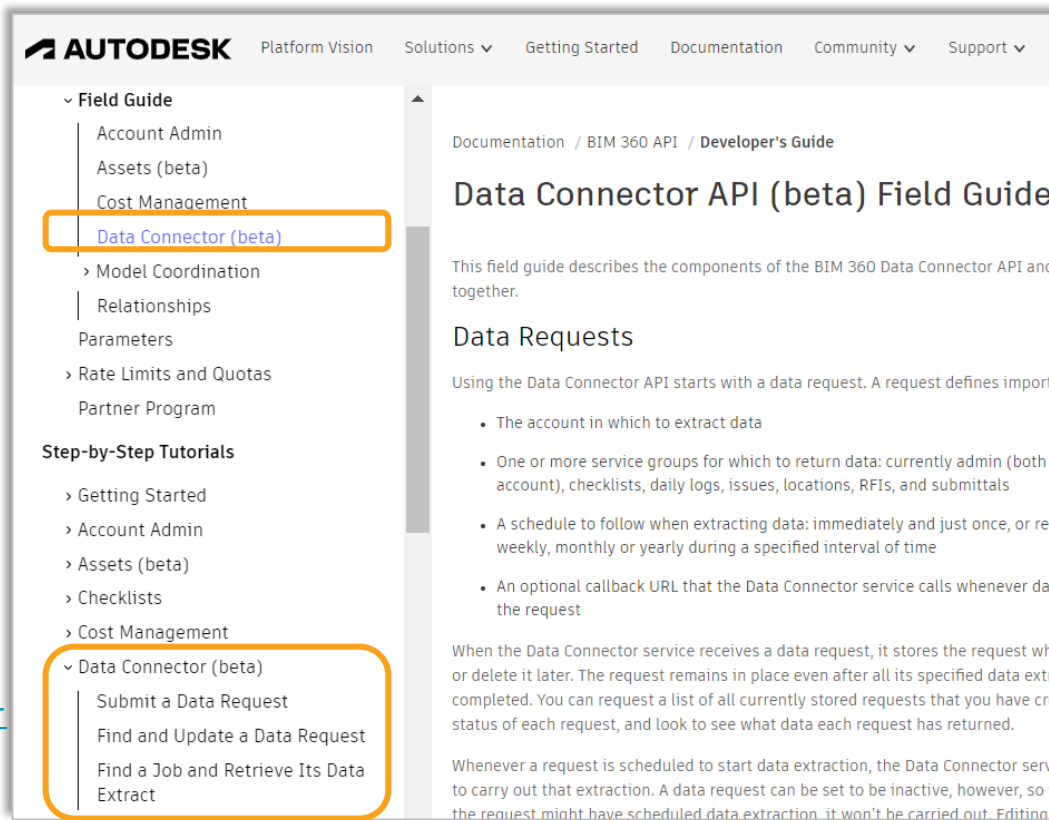 AUTODESK Platform Vision Solutions Getting Started Documentation Community Support
Field Guide
Account Admin
Assets (beta)
Cost Management
Data Connector (beta)
Model Coordination
Relationships
Parameters
Rate Limits and Quotas
Partner Program
Step-by-Step Tutorials
Getting Started
Account Admin
Assets (beta)
Checklists
Cost Management
Data Connector (beta)
Submit a Data Request
Find and Update a Data Request
Find a Job and Retrieve Its Data
Extract
Documentation / BIM 360 API / Developer's Guide
Data Connector API (beta) Field Guide
This field guide describes the components of the BIM 360 Data Connector API and
together.
Data Requests
Using the Data Connector API starts with a data request. A request defines import
• The account in which to extract data
• One or more service groups for which to return data: currently admin (both
account), checklists, daily logs, issues, locations, RFIs, and submittals
• A schedule to follow when extracting data: immediately and just once, or re
weekly, monthly or yearly during a specified interval of time
• An optional callback URL that the Data Connector service calls whenever da
the request
When the Data Connector service receives a data request, it stores the request wh
or delete it later. The request remains in place even after all its specified data ext
completed. You can request a list of all currently stored requests that you have cr
status of each request, and look to see what data each request has returned.
Whenever a request is scheduled to start data extraction, the Data Connector serv
to carry out that extraction. A data request can be set to be inactive, however, so
the request might have scheduled data extraction, it won't be carried out. Editing